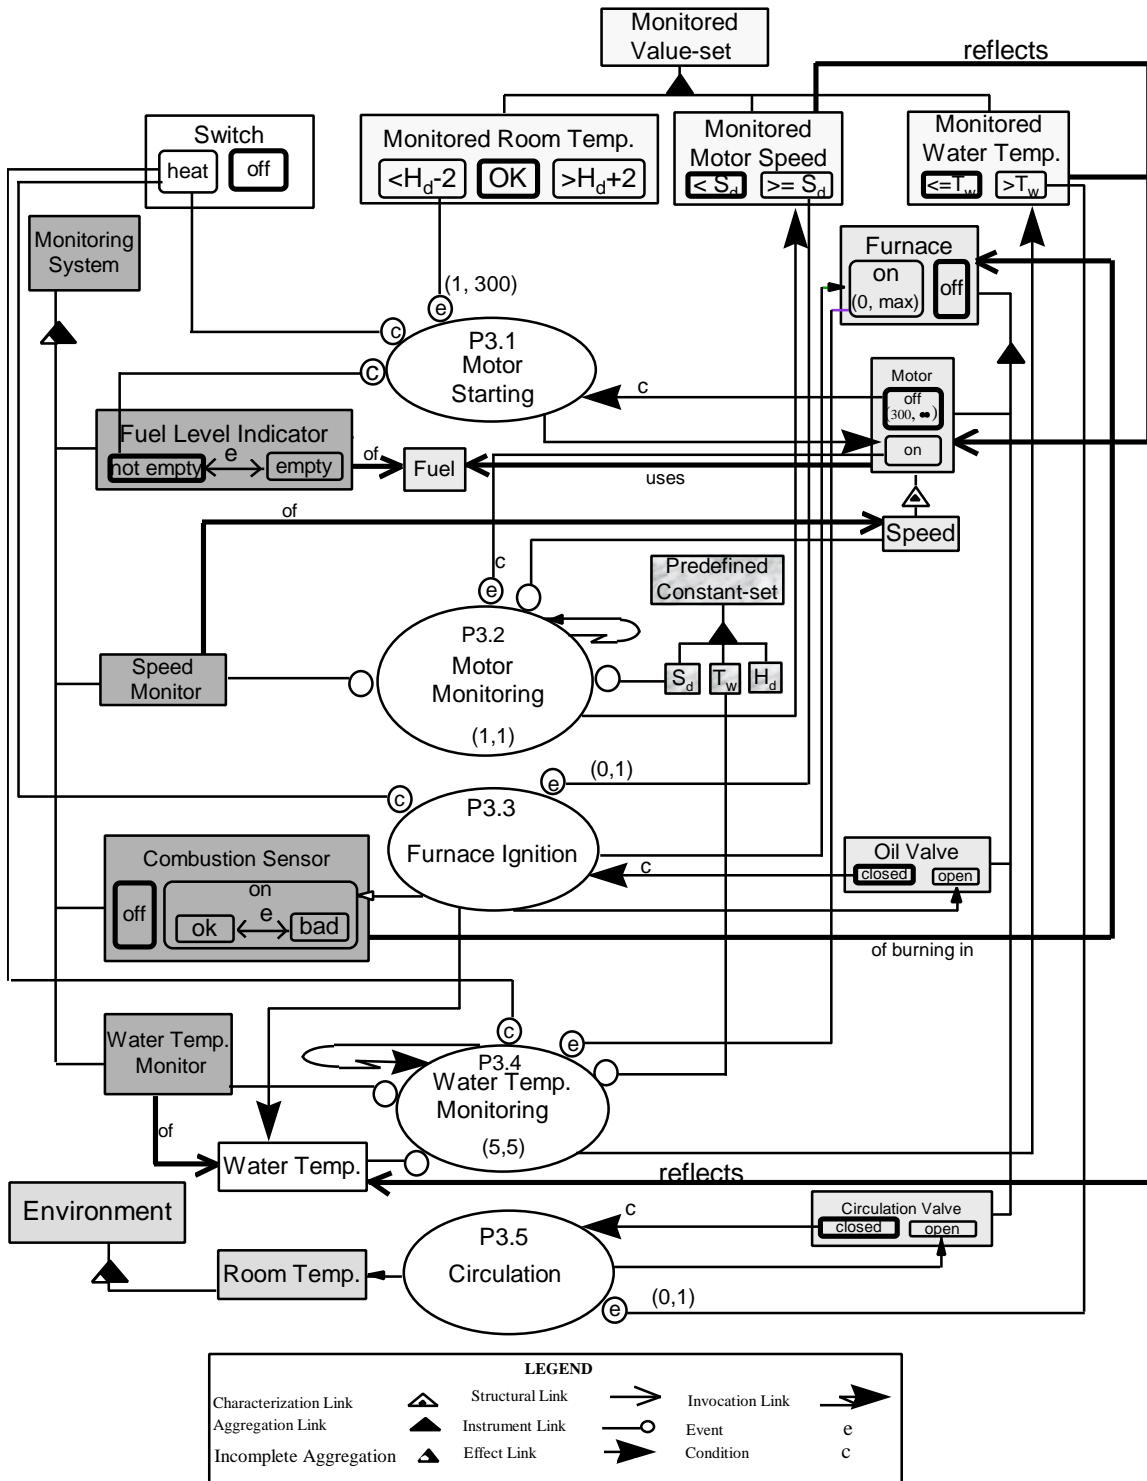 Monitored
Value-set
reflects
Switch
heat
off
Monitored Room Temp.
<Hd-2
OK
>Hd+2
Monitored
Motor Speed
< Sd
>= Sd
Monitored
Water Temp.
<=Tw
>Tw
Monitoring
System
Furnace
on
(0, max)
off
(1, 300)
e
c
c
P3.1
Motor
Starting
c
Motor
off
(300, ∞)
on
Fuel Level Indicator
not empty
e
empty
of
Fuel
uses
of
Speed
c
e
Predefined
Constant-set
P3.2
Motor
Monitoring
(1,1)
Speed
Monitor
Sd
Tw
Hd
(0,1)
e
c
P3.3
Furnace Ignition
c
Oil Valve
closed
open
Combustion Sensor
off
on
ok
e
bad
of burning in
Water Temp.
Monitor
c
e
P3.4
Water Temp.
Monitoring
(5,5)
of
Water Temp.
reflects
Environment
Room Temp.
P3.5
Circulation
c
Circulation Valve
closed
open
(0,1)
e
LEGEND
Characterization Link
Structural Link
Invocation Link
Aggregation Link
Instrument Link
Event
e
Incomplete Aggregation
Effect Link
Condition
c